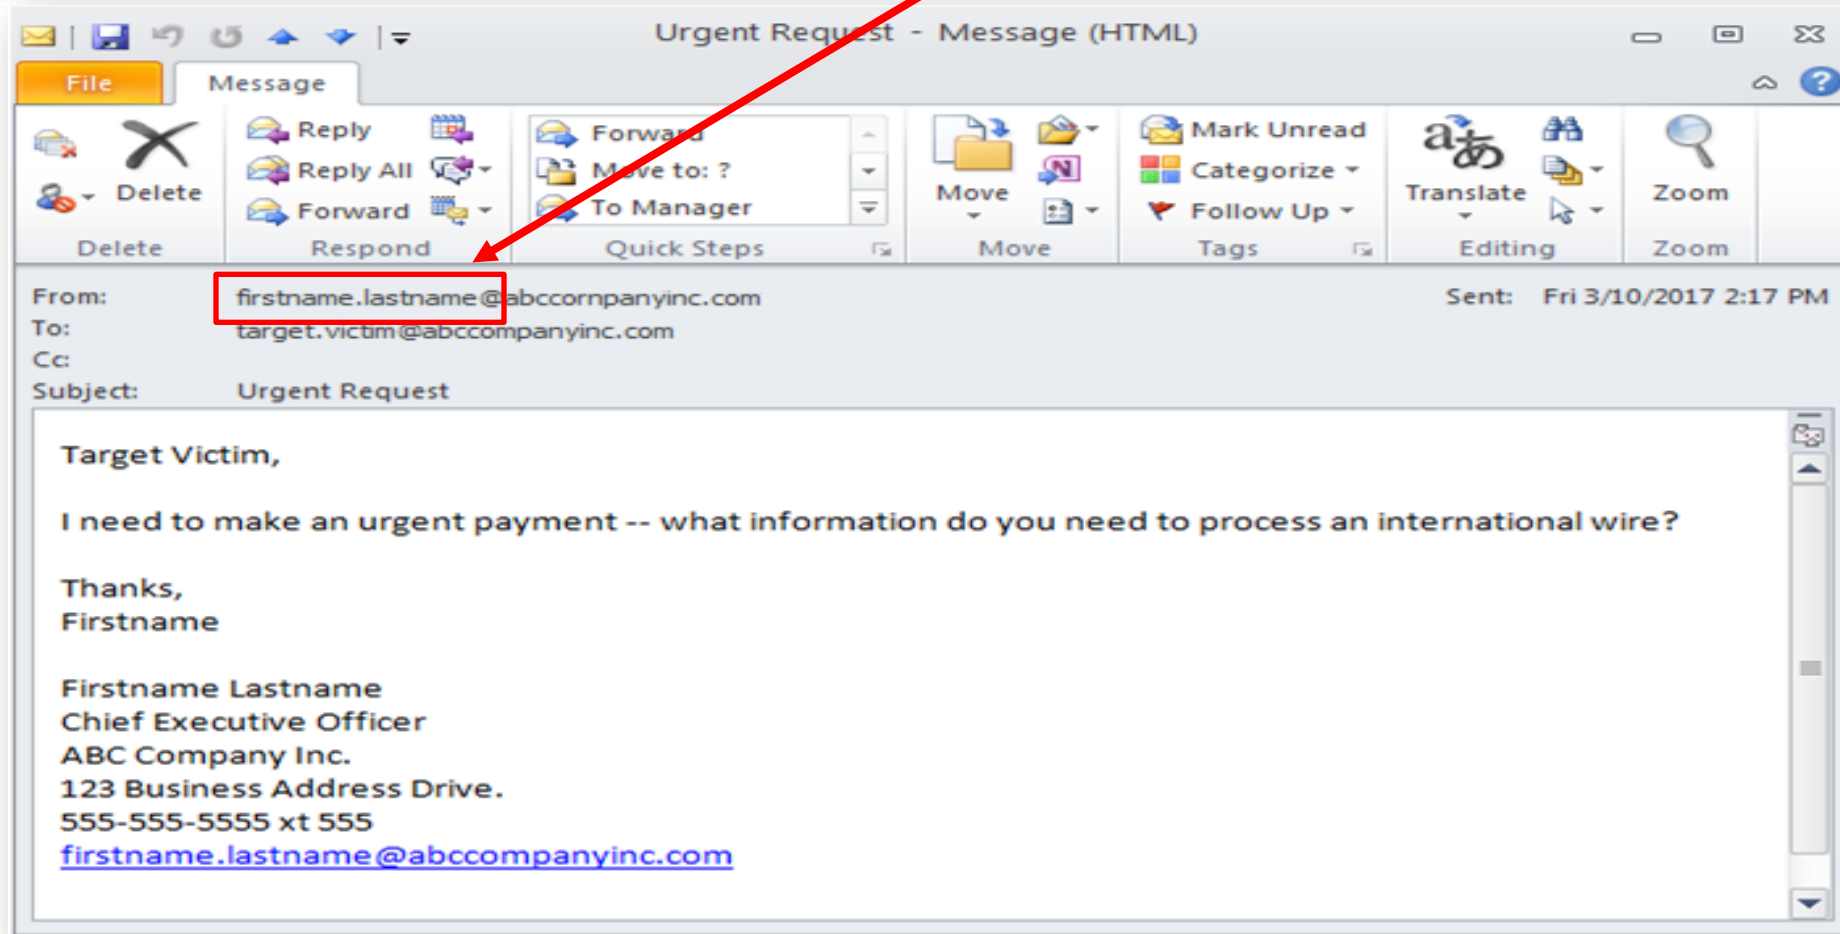 Urgent Request - Message (HTML)
File Message
Reply Forward Mark Unread
Delete Reply All Move to: ? Move Categorize Translate Zoom
Forward To Manager Follow Up
Delete Respond Quick Steps Move Tags Editing Zoom
From: firstname.lastname@abccornpanyinc.com Sent: Fri 3/10/2017 2:17 PM
To: target.victim@abccompanyinc.com
Cc:
Subject: Urgent Request
Target Victim,
I need to make an urgent payment -- what information do you need to process an international wire?
Thanks,
Firstname
Firstname Lastname
Chief Executive Officer
ABC Company Inc.
123 Business Address Drive.
555-555-5555 xt 555
firstname.lastname@abccompanyinc.com